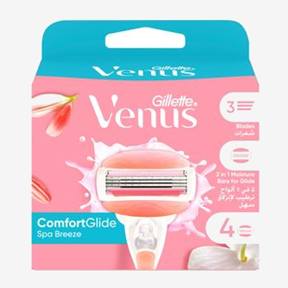 Gillette
Venus
3
Blades
شفرات
2 in 1 Moisture
Bars for Glide
ComfortGlide
Spa Breeze
4